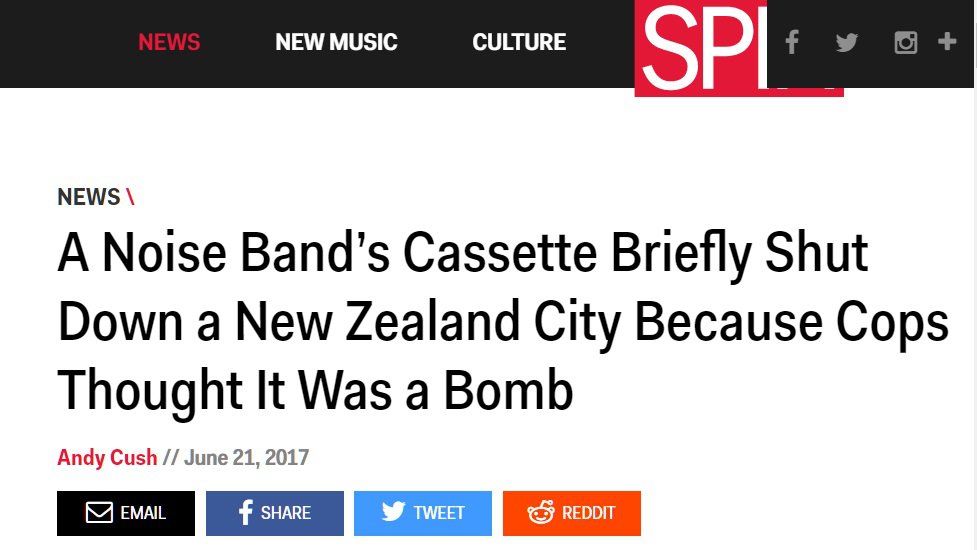 NEWS NEW MUSIC CULTURE SPI
NEWS \
A Noise Band’s Cassette Briefly Shut
Down a New Zealand City Because Cops
Thought It Was a Bomb
Andy Cush // June 21, 2017
EMAIL SHARE TWEET REDDIT